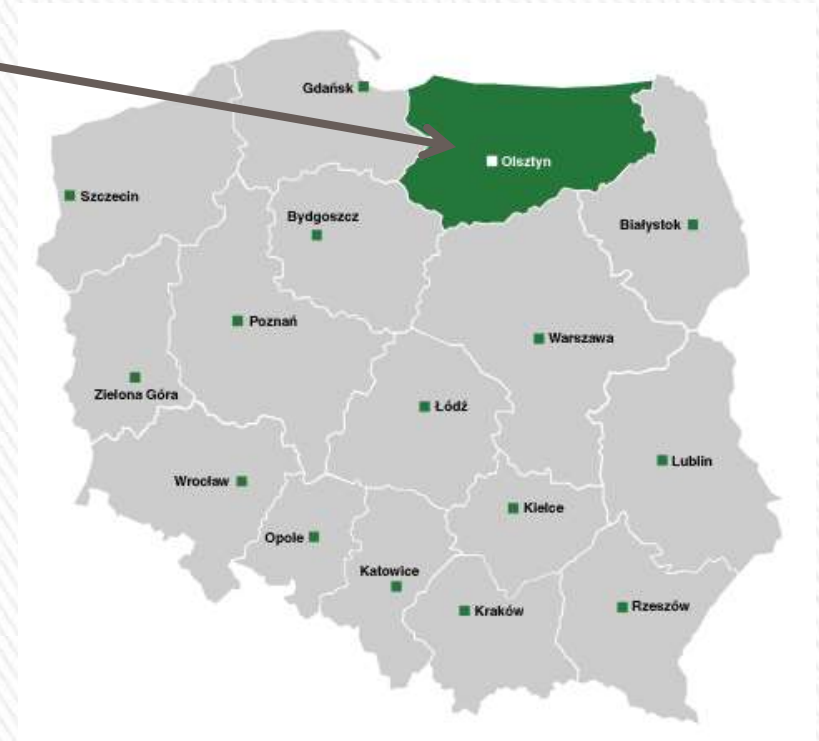 Gdańsk
Olsztyn
Szczecin
Bydgoszcz
Białystok
Poznań
Warszawa
Zielona Góra
Łódź
Lublin
Wrocław
Kielce
Opole
Katowice
Kraków
Rzeszów